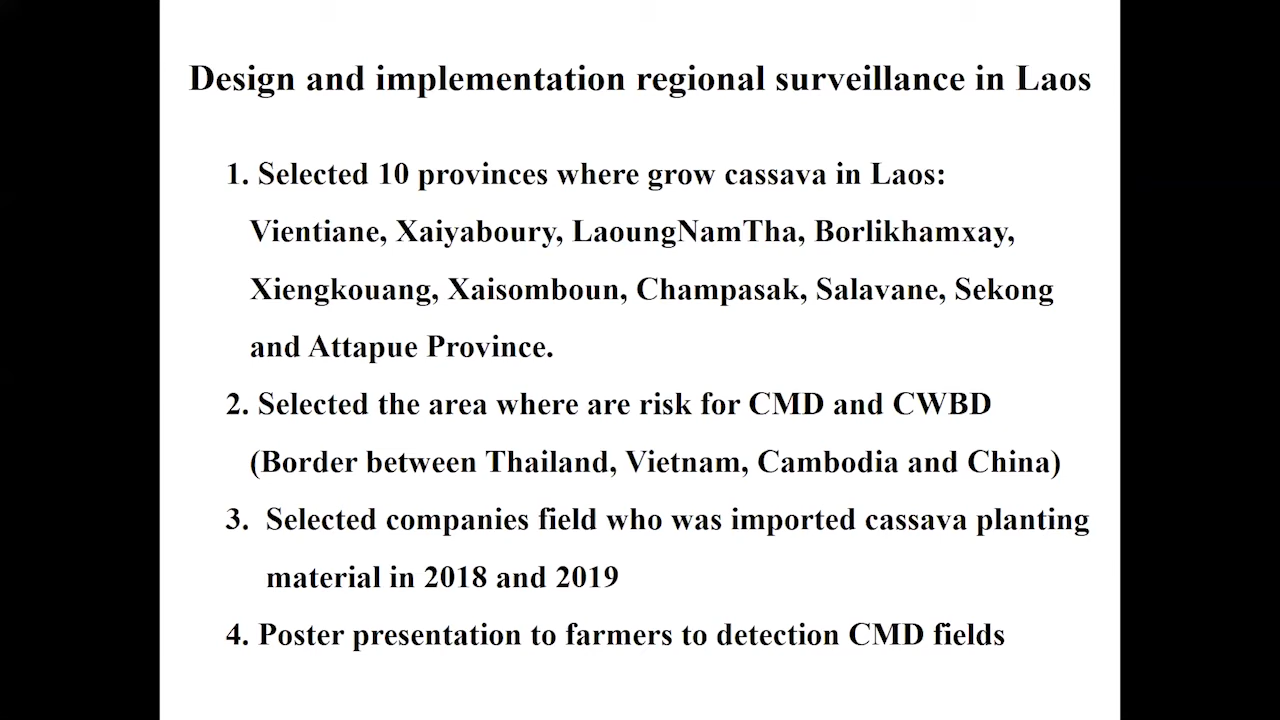 Design and implementation regional surveillance in Laos
1. Selected 10 provinces where grow cassava in Laos:
Vientiane, Xaiyaboury, LaoungNamTha, Borlikhamxay,
Xiengkouang, Xaisomboun, Champasak, Salavane, Sekong
and Attapue Province.
2. Selected the area where are risk for CMD and CWBD
(Border between Thailand, Vietnam, Cambodia and China)
3. Selected companies field who was imported cassava planting
material in 2018 and 2019
4. Poster presentation to farmers to detection CMD fields